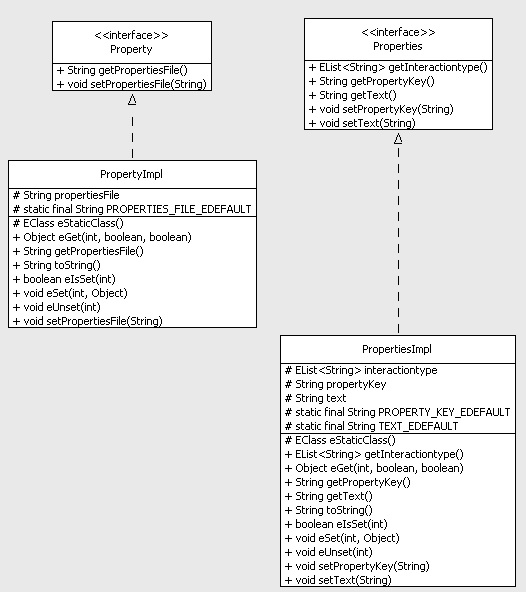 <<interface>>
Property
+ String getPropertiesFile()
+ void setPropertiesFile(String)
<<interface>>
Properties
+ EList<String> getInteractiontype()
+ String getPropertyKey()
+ String getText()
+ void setPropertyKey(String)
+ void setText(String)
PropertyImpl
# String propertiesFile
# static final String PROPERTIES_FILE_EDEFAULT
# EClass eStaticClass()
+ Object eGet(int, boolean, boolean)
+ String getPropertiesFile()
+ String toString()
+ boolean eIsSet(int)
+ void eSet(int, Object)
+ void eUnset(int)
+ void setPropertiesFile(String)
PropertiesImpl
# EList<String> interactiontype
# String propertyKey
# String text
# static final String PROPERTY_KEY_EDEFAULT
# static final String TEXT_EDEFAULT
# EClass eStaticClass()
+ EList<String> getInteractiontype()
+ Object eGet(int, boolean, boolean)
+ String getPropertyKey()
+ String getText()
+ String toString()
+ boolean eIsSet(int)
+ void eSet(int, Object)
+ void eUnset(int)
+ void setPropertyKey(String)
+ void setText(String)